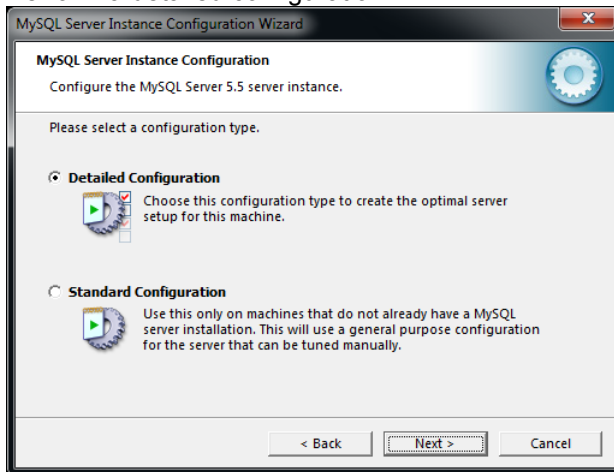 MySQL Server Instance Configuration Wizard
MySQL Server Instance Configuration
Configure the MySQL Server 5.5 server instance.
Please select a configuration type.
Detailed Configuration
Choose this configuration type to create the optimal server
setup for this machine.
Standard Configuration
Use this only on machines that do not already have a MySQL
server installation. This will use a general purpose configuration
for the server that can be tuned manually.
< Back
Next >
Cancel